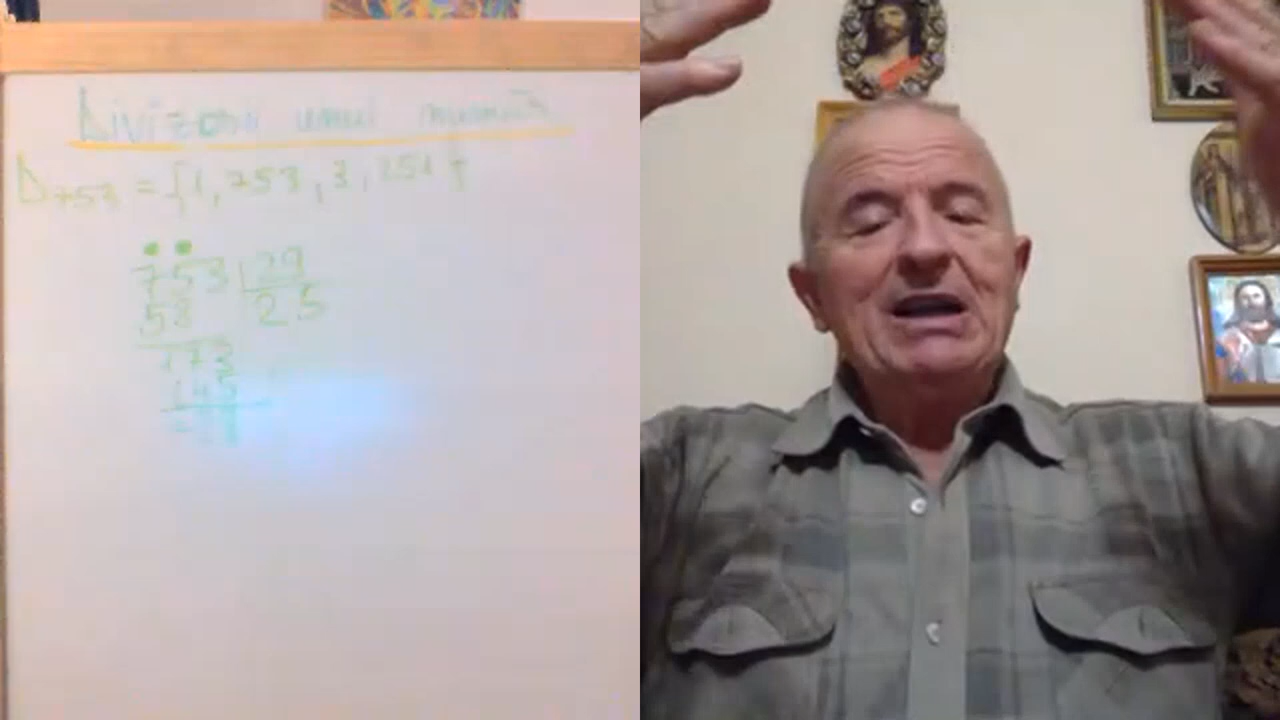 Divizorii unui număr
D753 = {1, 753, 3, 251}
753 | 29
58 25
173
145